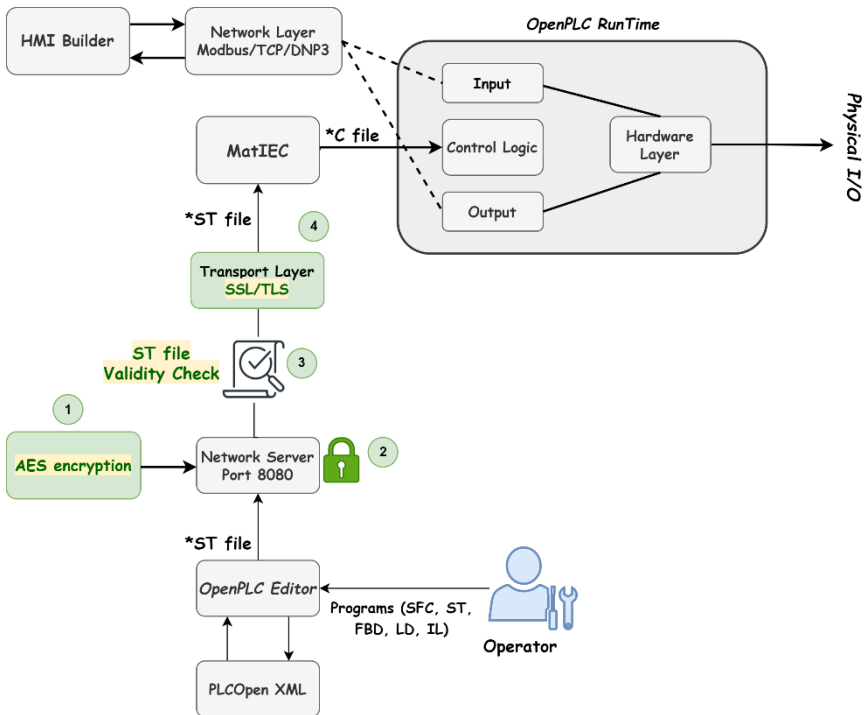 OpenPLC RunTime
HMI Builder
Network Layer
Modbus/TCP/DNP3
Input
Physical I/O
*C file
MatIEC
Control Logic
Hardware
Layer
*ST file
Output
4
Transport Layer
SSL/TLS
ST file
Validity Check
3
1
AES encryption
Network Server
Port 8080
2
*ST file
OpenPLC Editor
Programs (SFC, ST,
FBD, LD, IL)
Operator
PLCOpen XML